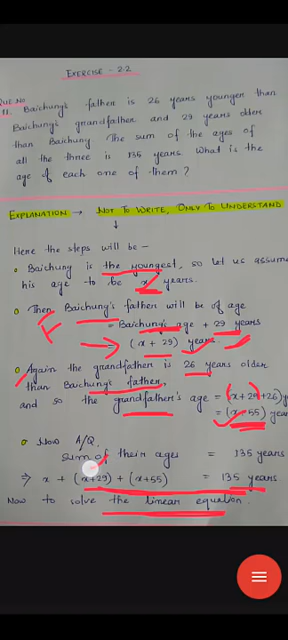 EXERCISE - 2.2
Que No
11. Baichung's father is 26 years younger than
Baichung's grandfather and 29 years older
than Baichung The sum of the ages of
all the three is 135 years. What is the
age of each one of them?
EXPLANATION → NOT TO WRITE, ONLY TO UNDERSTAND
↓
Here the steps will be -
• Baichung is the youngest, so let us assume
his age to be x years.
• Then Baichung's father will be of age
F
= Baichung's age + 29 years
→ (x + 29) years.
• Again the grandfather is 26 years older
than Baichung's father,
and so the grandfather's age = (x+29+26) y
= (x+55) year
• Now A/Q,
Sum of their ages = 135 years
⇒ x + (x+29) + (x+55) = 135 years
Now to solve the linear equation.